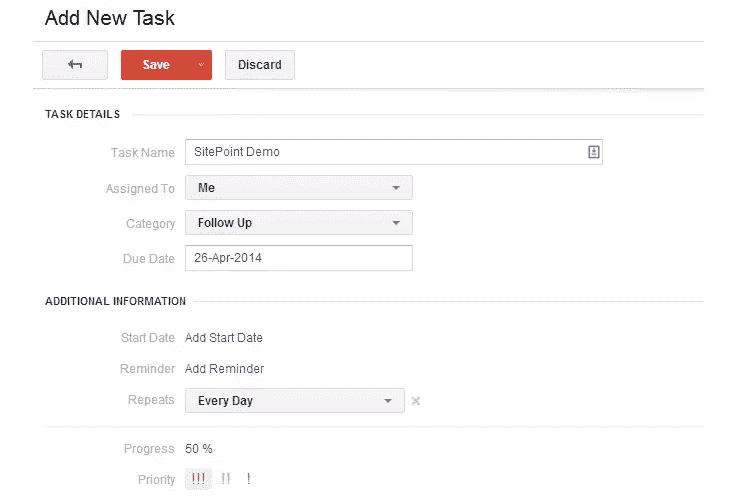 Add New Task
Save Discard
TASK DETAILS
Task Name SitePoint Demo
Assigned To Me
Category Follow Up
Due Date 26-Apr-2014
ADDITIONAL INFORMATION
Start Date Add Start Date
Reminder Add Reminder
Repeats Every Day
Progress 50 %
Priority !!! !! !